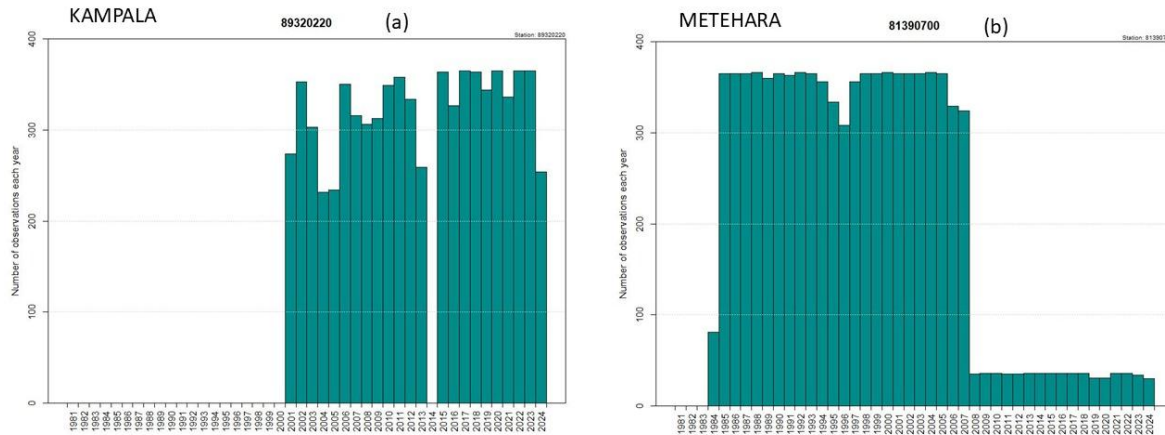 KAMPALA
89320220
(a)
Station: 89320220
Number of observations each year
400
300
200
100
0
1981 1982 1983 1984 1985 1986 1987 1988 1989 1990 1991 1992 1993 1994 1995 1996 1997 1998 1999 2000 2001 2002 2003 2004 2005 2006 2007 2008 2009 2010 2011 2012 2013 2014 2015 2016 2017 2018 2019 2020 2021 2022 2023 2024
METEHARA
81390700
(b)
Station: 813907
Number of observations each year
400
300
200
100
0
1981 1982 1983 1984 1985 1986 1987 1988 1989 1990 1991 1992 1993 1994 1995 1996 1997 1998 1999 2000 2001 2002 2003 2004 2005 2006 2007 2008 2009 2010 2011 2012 2013 2014 2015 2016 2017 2018 2019 2020 2021 2022 2023 2024